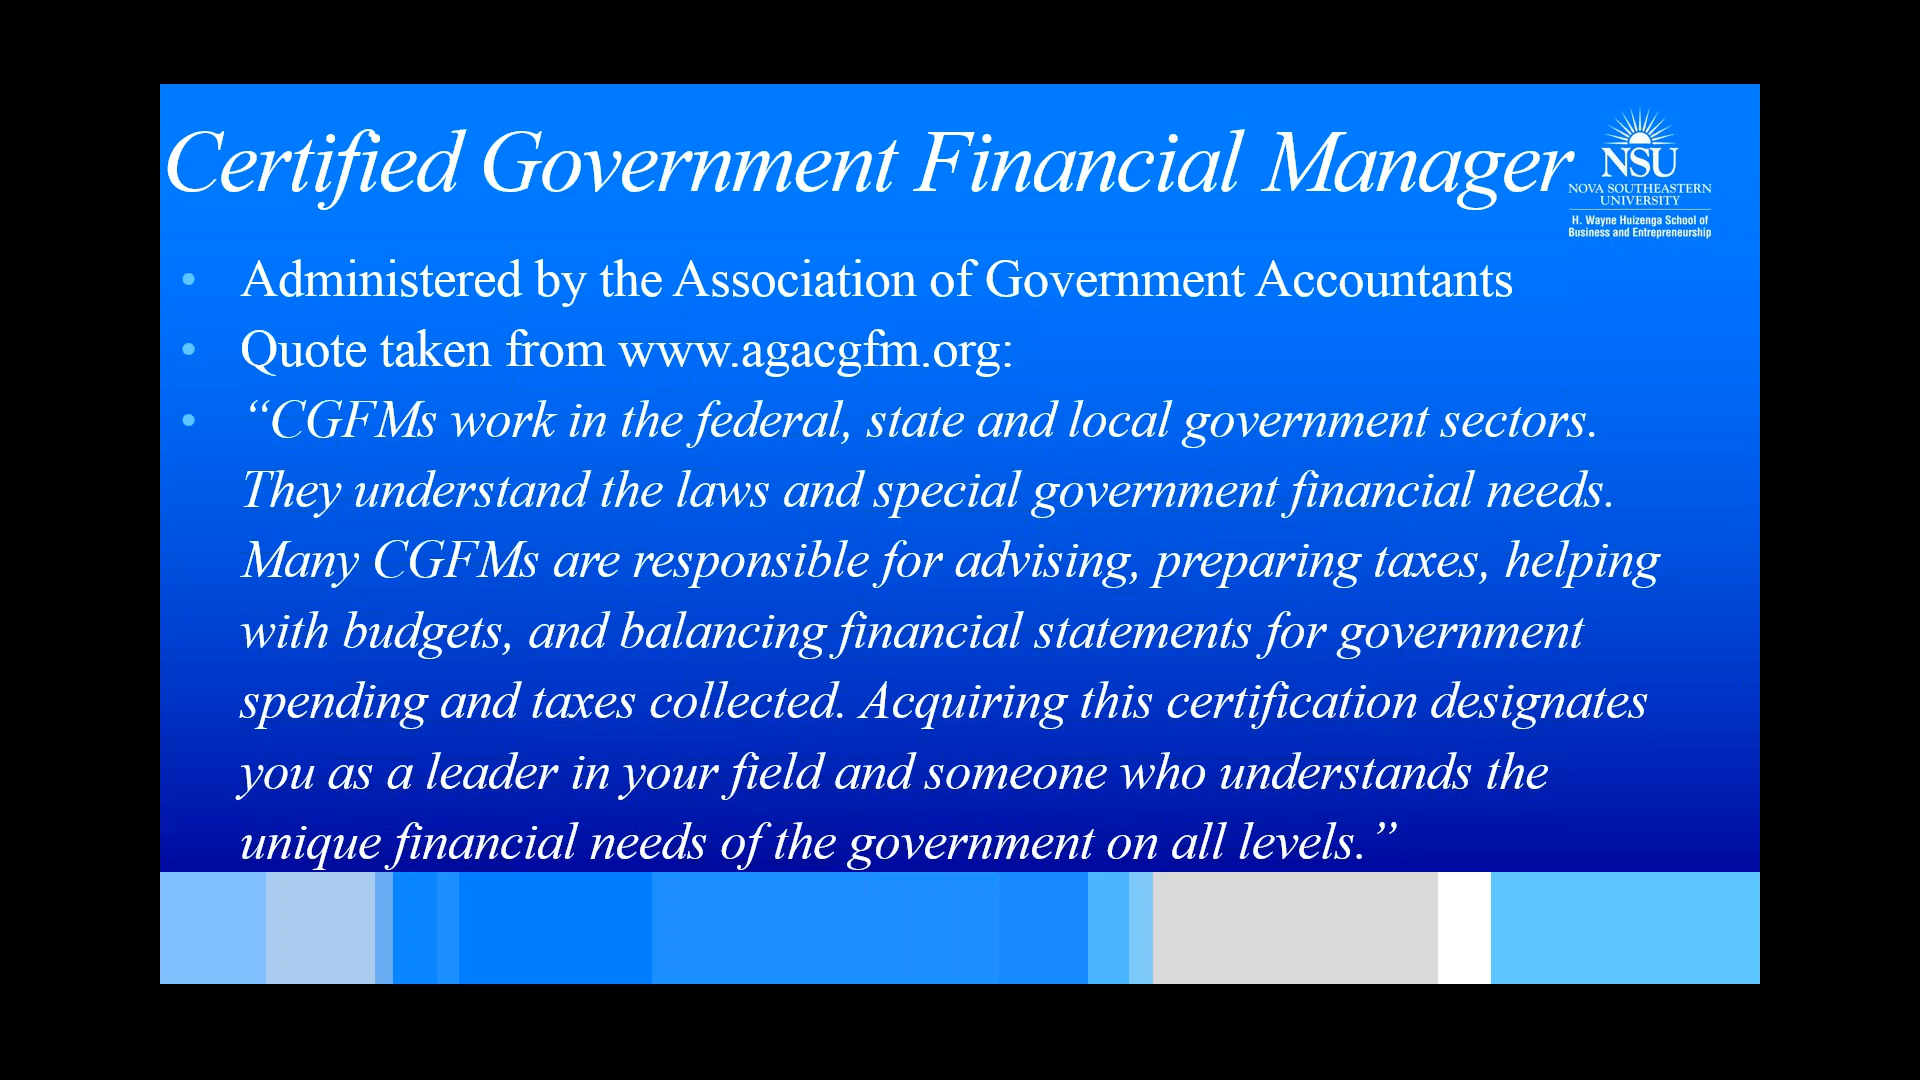 Certified Government Financial Manager
NSU
NOVA SOUTHEASTERN
UNIVERSITY
H. Wayne Huizenga School of
Business and Entrepreneurship
• Administered by the Association of Government Accountants
• Quote taken from www.agacgfm.org:
• “CGFMs work in the federal, state and local government sectors.
They understand the laws and special government financial needs.
Many CGFMs are responsible for advising, preparing taxes, helping
with budgets, and balancing financial statements for government
spending and taxes collected. Acquiring this certification designates
you as a leader in your field and someone who understands the
unique financial needs of the government on all levels.”